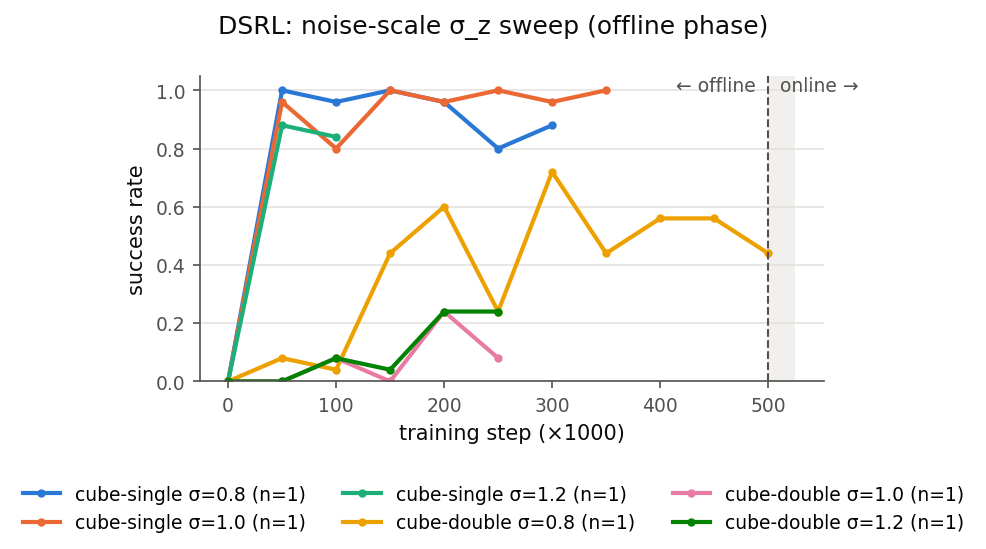 DSRL: noise-scale σ_z sweep (offline phase)
← offline
online →
success rate
1.0
0.8
0.6
0.4
0.2
0.0
0 100 200 300 400 500
training step (×1000)
cube-single σ=0.8 (n=1)
cube-single σ=1.0 (n=1)
cube-single σ=1.2 (n=1)
cube-double σ=0.8 (n=1)
cube-double σ=1.0 (n=1)
cube-double σ=1.2 (n=1)